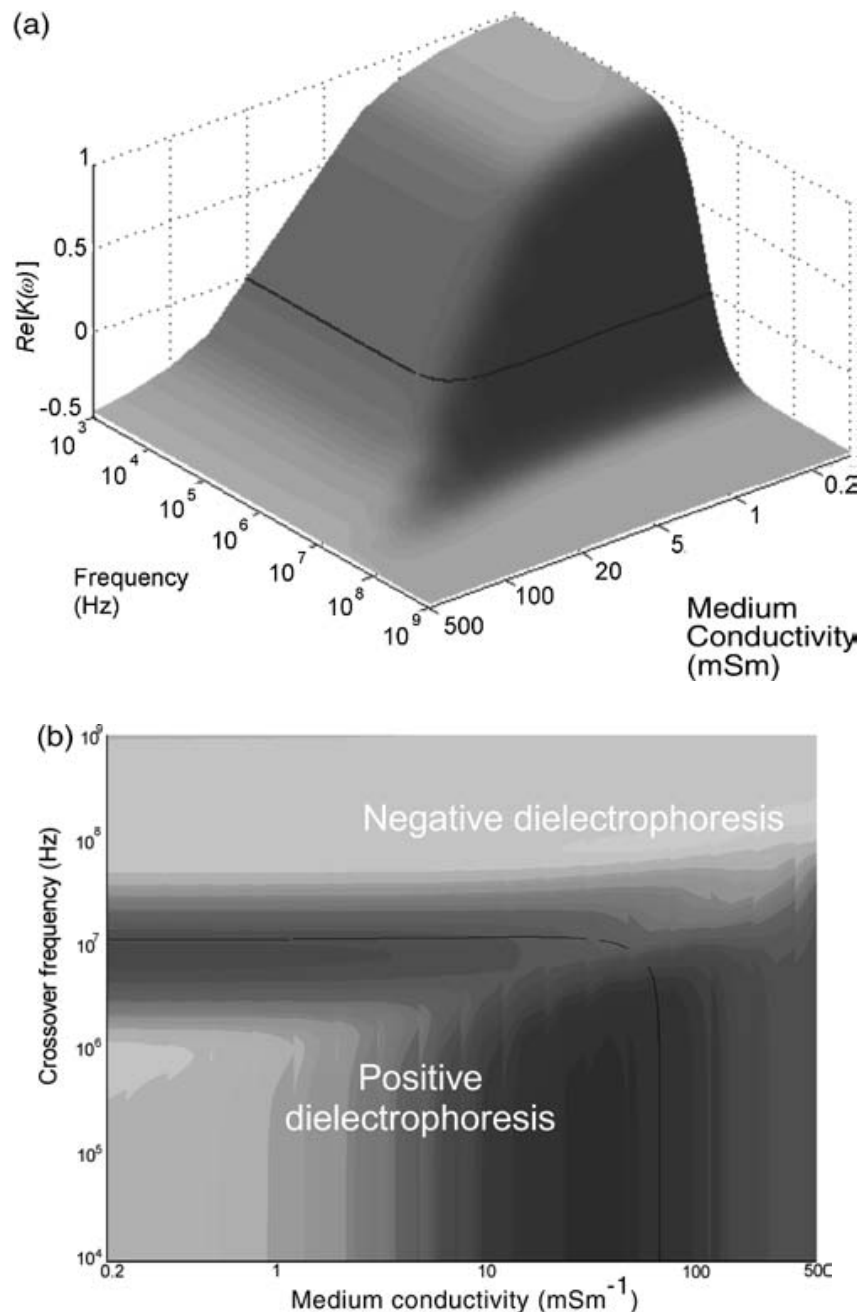 (a)
1
0.5
0
-0.5
Re[K(ω)]
10³
10⁴
10⁵
10⁶
10⁷
10⁸
10⁹
Frequency
(Hz)
0.2
1
5
20
100
500
Medium
Conductivity
(mSm)
(b)
10⁹
10⁸
10⁷
10⁶
10⁵
10⁴
Crossover frequency (Hz)
Negative dielectrophoresis
Positive
dielectrophoresis
0.2
1
10
100
500
Medium conductivity (mSm⁻¹)